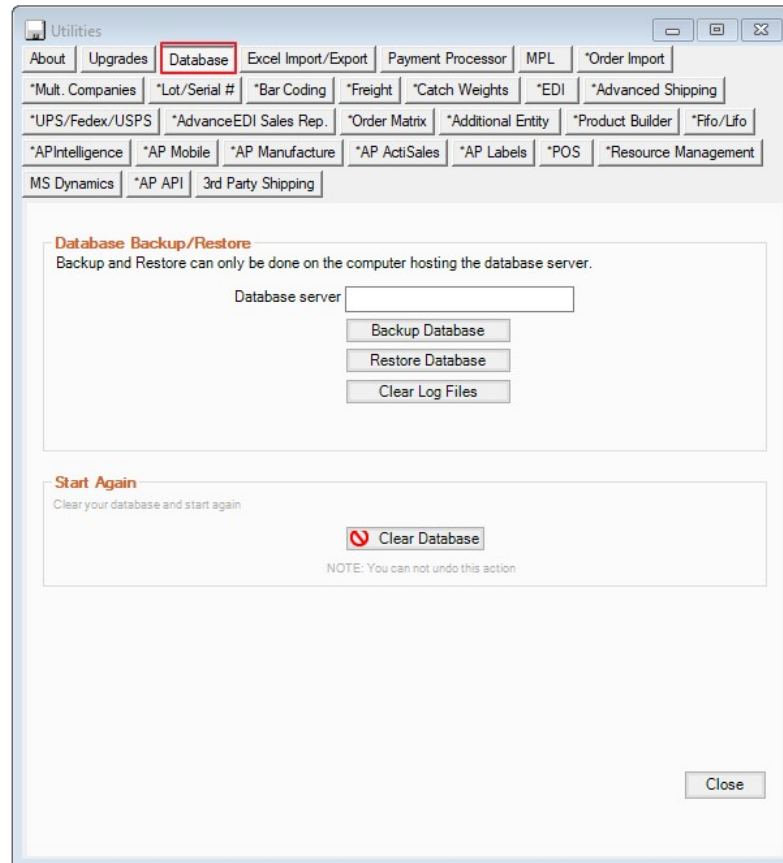 Utilities
About Upgrades Database Excel Import/Export Payment Processor MPL *Order Import
*Mult. Companies *Lot/Serial # *Bar Coding *Freight *Catch Weights *EDI *Advanced Shipping
*UPS/Fedex/USPS *AdvanceEDI Sales Rep. *Order Matrix *Additional Entity *Product Builder *Fifo/Lifo
*APIntelligence *AP Mobile *AP Manufacture *AP ActiSales *AP Labels *POS *Resource Management
MS Dynamics *AP API 3rd Party Shipping
Database Backup/Restore
Backup and Restore can only be done on the computer hosting the database server.
Database server
Backup Database
Restore Database
Clear Log Files
Start Again
Clear your database and start again
Clear Database
NOTE: You can not undo this action
Close